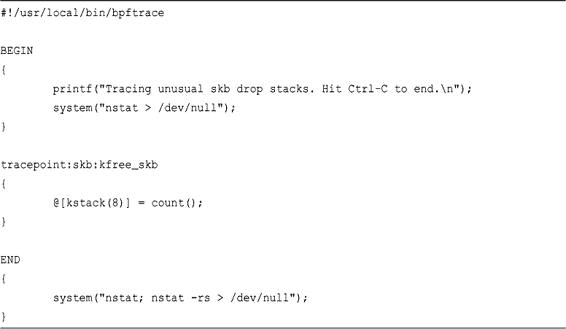 #!/usr/local/bin/bpftrace
BEGIN
{
printf("Tracing unusual skb drop stacks. Hit Ctrl-C to end.\n");
system("nstat > /dev/null");
}
tracepoint:skb:kfree_skb
{
@[kstack(8)] = count();
}
END
{
system("nstat; nstat -rs > /dev/null");
}